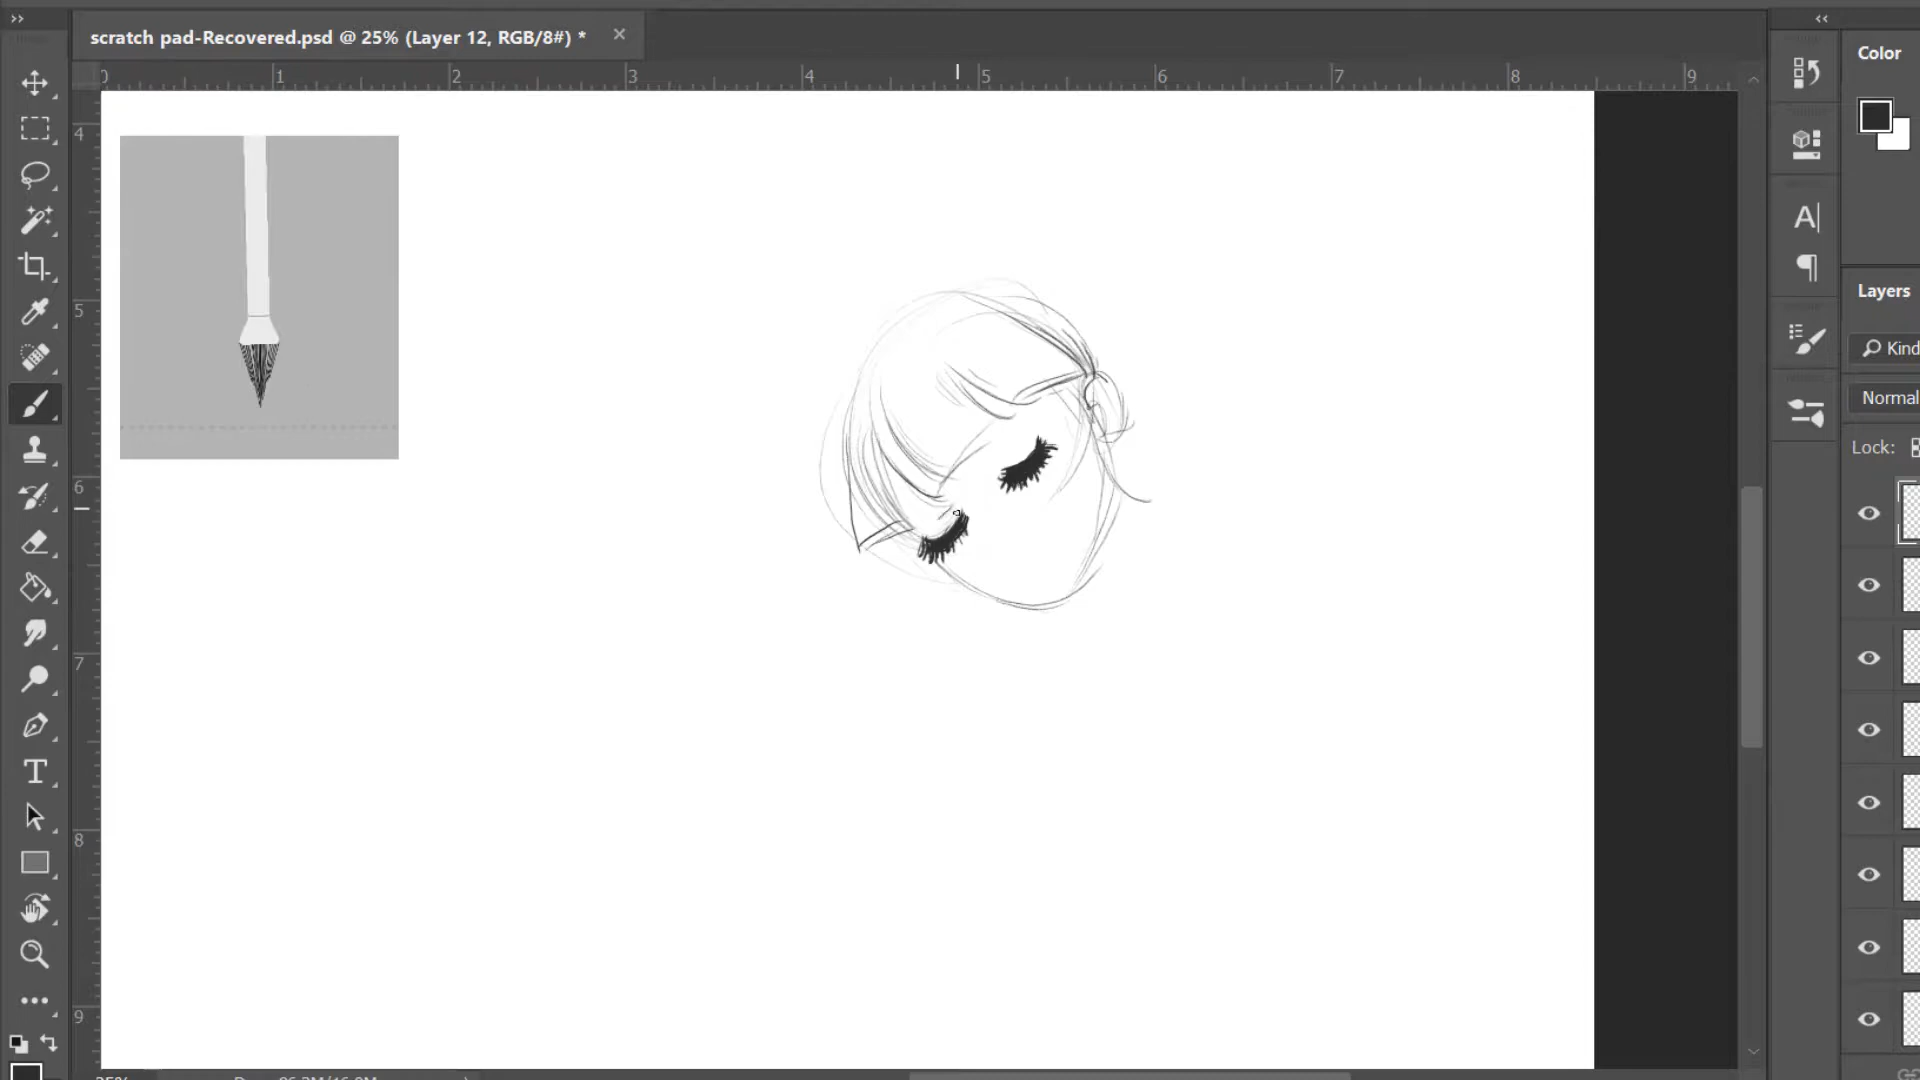 scratch pad-Recovered.psd @ 25% (Layer 12, RGB/8#) *
0 1 2 3 4 5 6 7 8 9
4
5
6
7
8
9
Color
Layers
Kind
Normal
Lock: